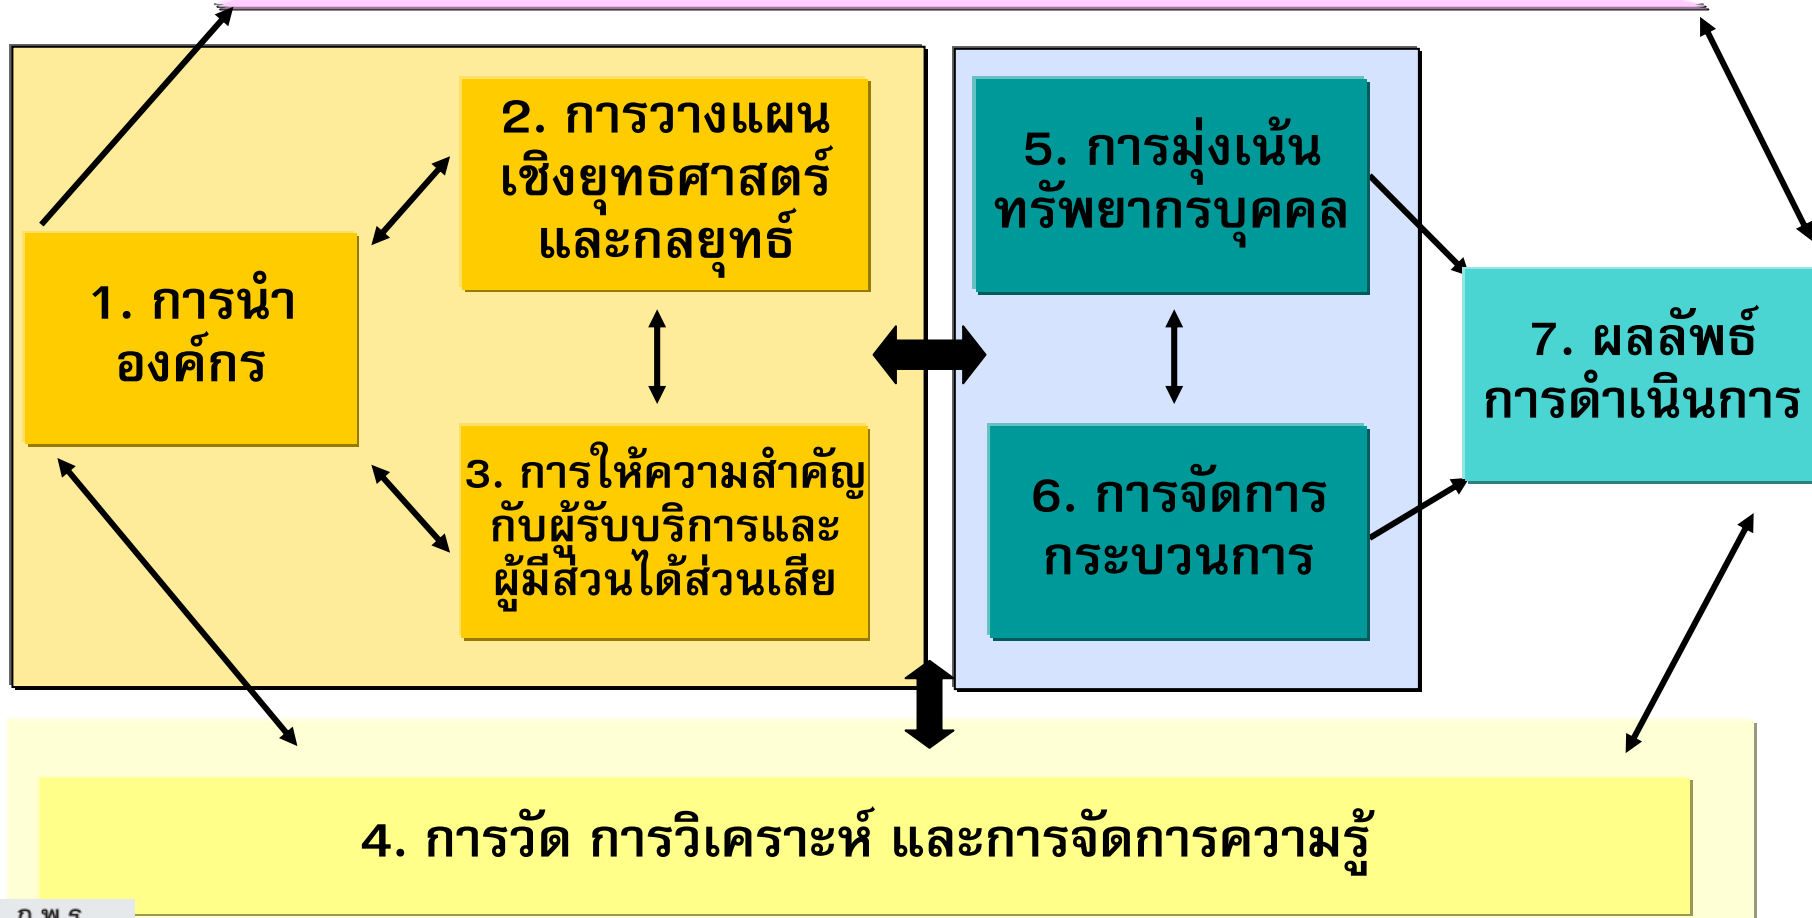 1. การนำ
องค์กร
2. การวางแผน
เชิงยุทธศาสตร์
และกลยุทธ์
3. การให้ความสำคัญ
กับผู้รับบริการและ
ผู้มีส่วนได้ส่วนเสีย
5. การมุ่งเน้น
ทรัพยากรบุคคล
6. การจัดการ
กระบวนการ
7. ผลลัพธ์
การดำเนินการ
4. การวัด การวิเคราะห์ และการจัดการความรู้